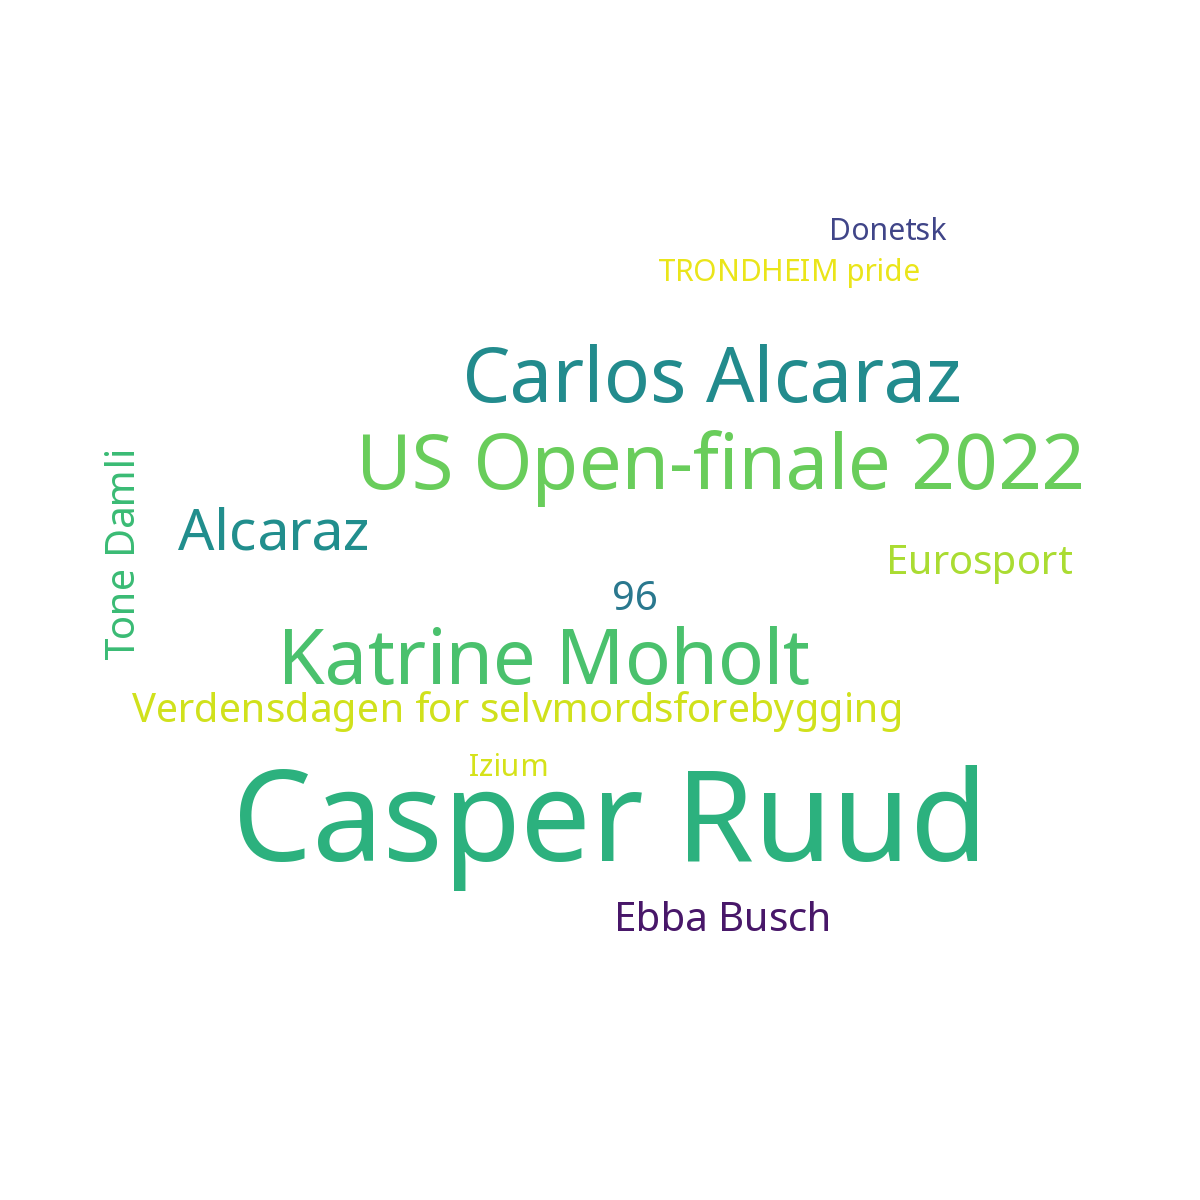 Donetsk
TRONDHEIM pride
Carlos Alcaraz
US Open-finale 2022
Tone Damli
Alcaraz
Eurosport
96
Katrine Moholt
Verdensdagen for selvmordsforebygging
Izium
Casper Ruud
Ebba Busch